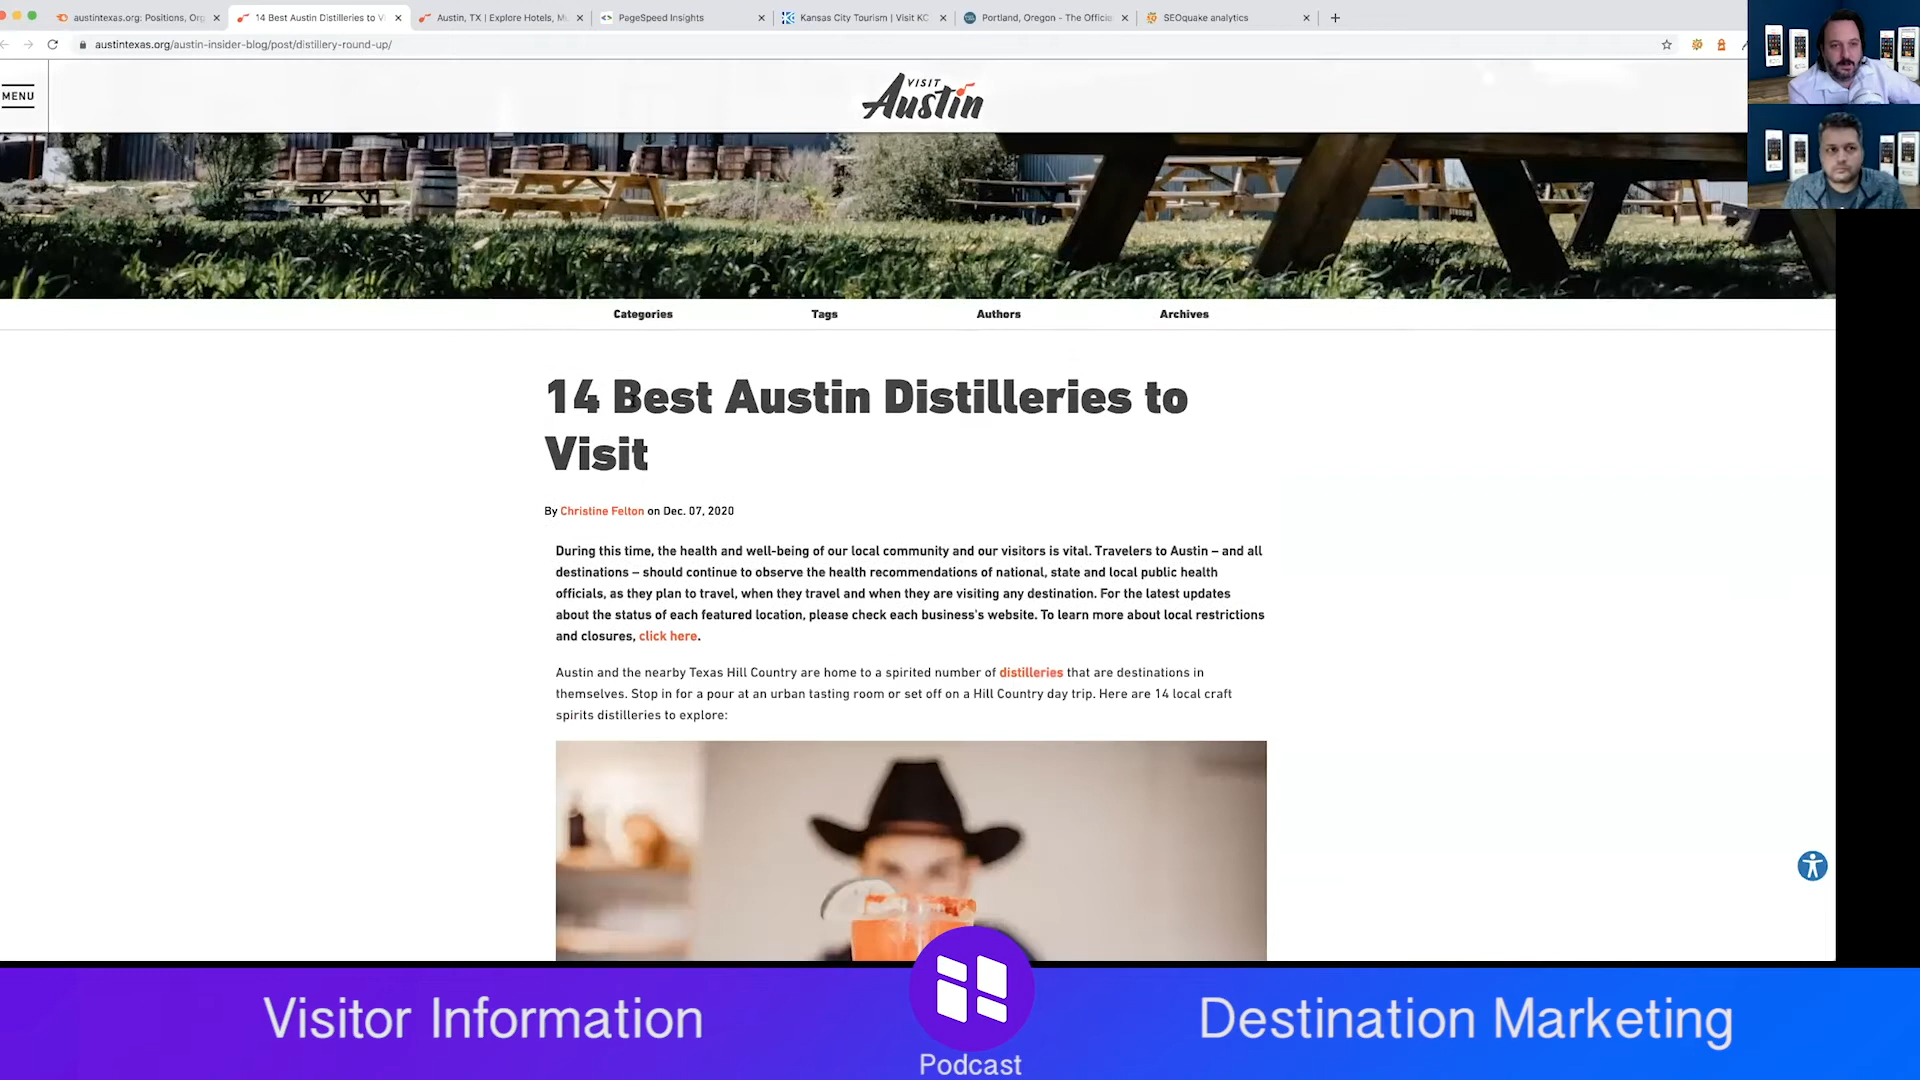 austintexas.org: Positions, Org
14 Best Austin Distilleries to Vi
Austin, TX | Explore Hotels, Mu
PageSpeed Insights
Kansas City Tourism | Visit KC
Portland, Oregon - The Officia
SEOquake analytics
austintexas.org/austin-insider-blog/post/distillery-round-up/
MENU
VISIT
Austin
Categories
Tags
Authors
Archives
14 Best Austin Distilleries to
Visit
By Christine Felton on Dec. 07, 2020
During this time, the health and well-being of our local community and our visitors is vital. Travelers to Austin – and all
destinations – should continue to observe the health recommendations of national, state and local public health
officials, as they plan to travel, when they travel and when they are visiting any destination. For the latest updates
about the status of each featured location, please check each business's website. To learn more about local restrictions
and closures, click here.
Austin and the nearby Texas Hill Country are home to a spirited number of distilleries that are destinations in
themselves. Stop in for a pour at an urban tasting room or set off on a Hill Country day trip. Here are 14 local craft
spirits distilleries to explore:
Visitor Information
Podcast
Destination Marketing